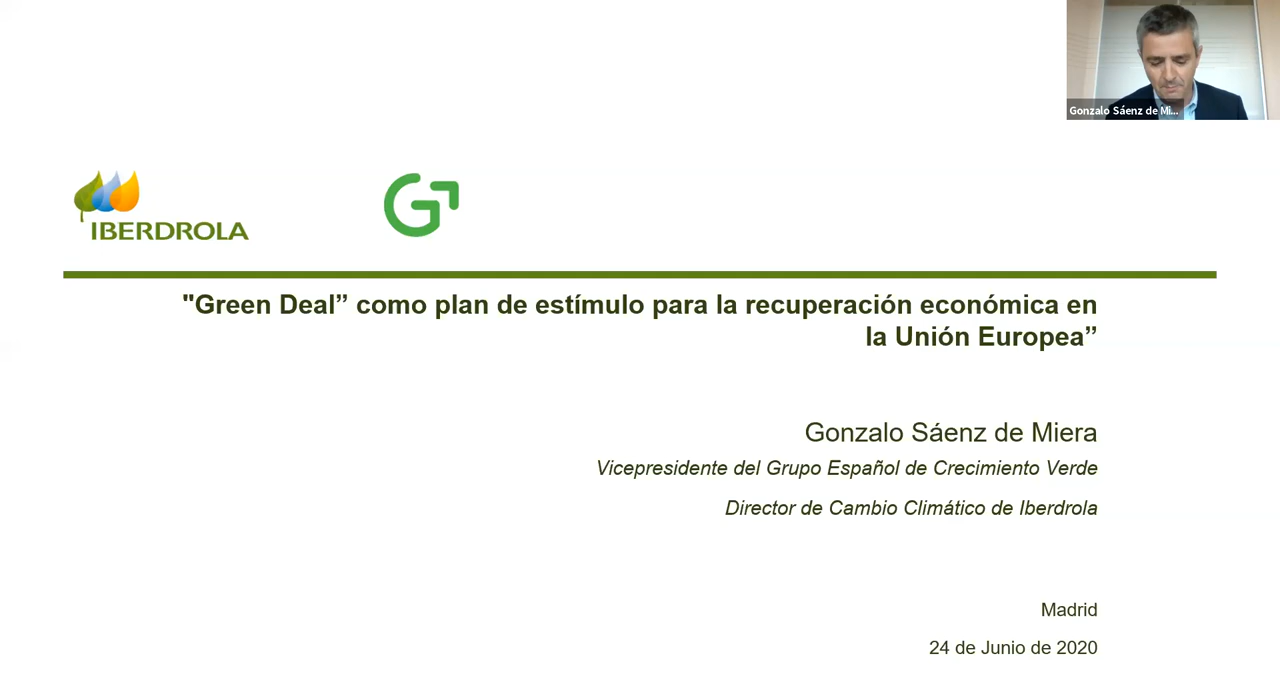 Gonzalo Sáenz de Mi...
IBERDROLA
G
"Green Deal” como plan de estímulo para la recuperación económica en
la Unión Europea”
Gonzalo Sáenz de Miera
Vicepresidente del Grupo Español de Crecimiento Verde
Director de Cambio Climático de Iberdrola
Madrid
24 de Junio de 2020